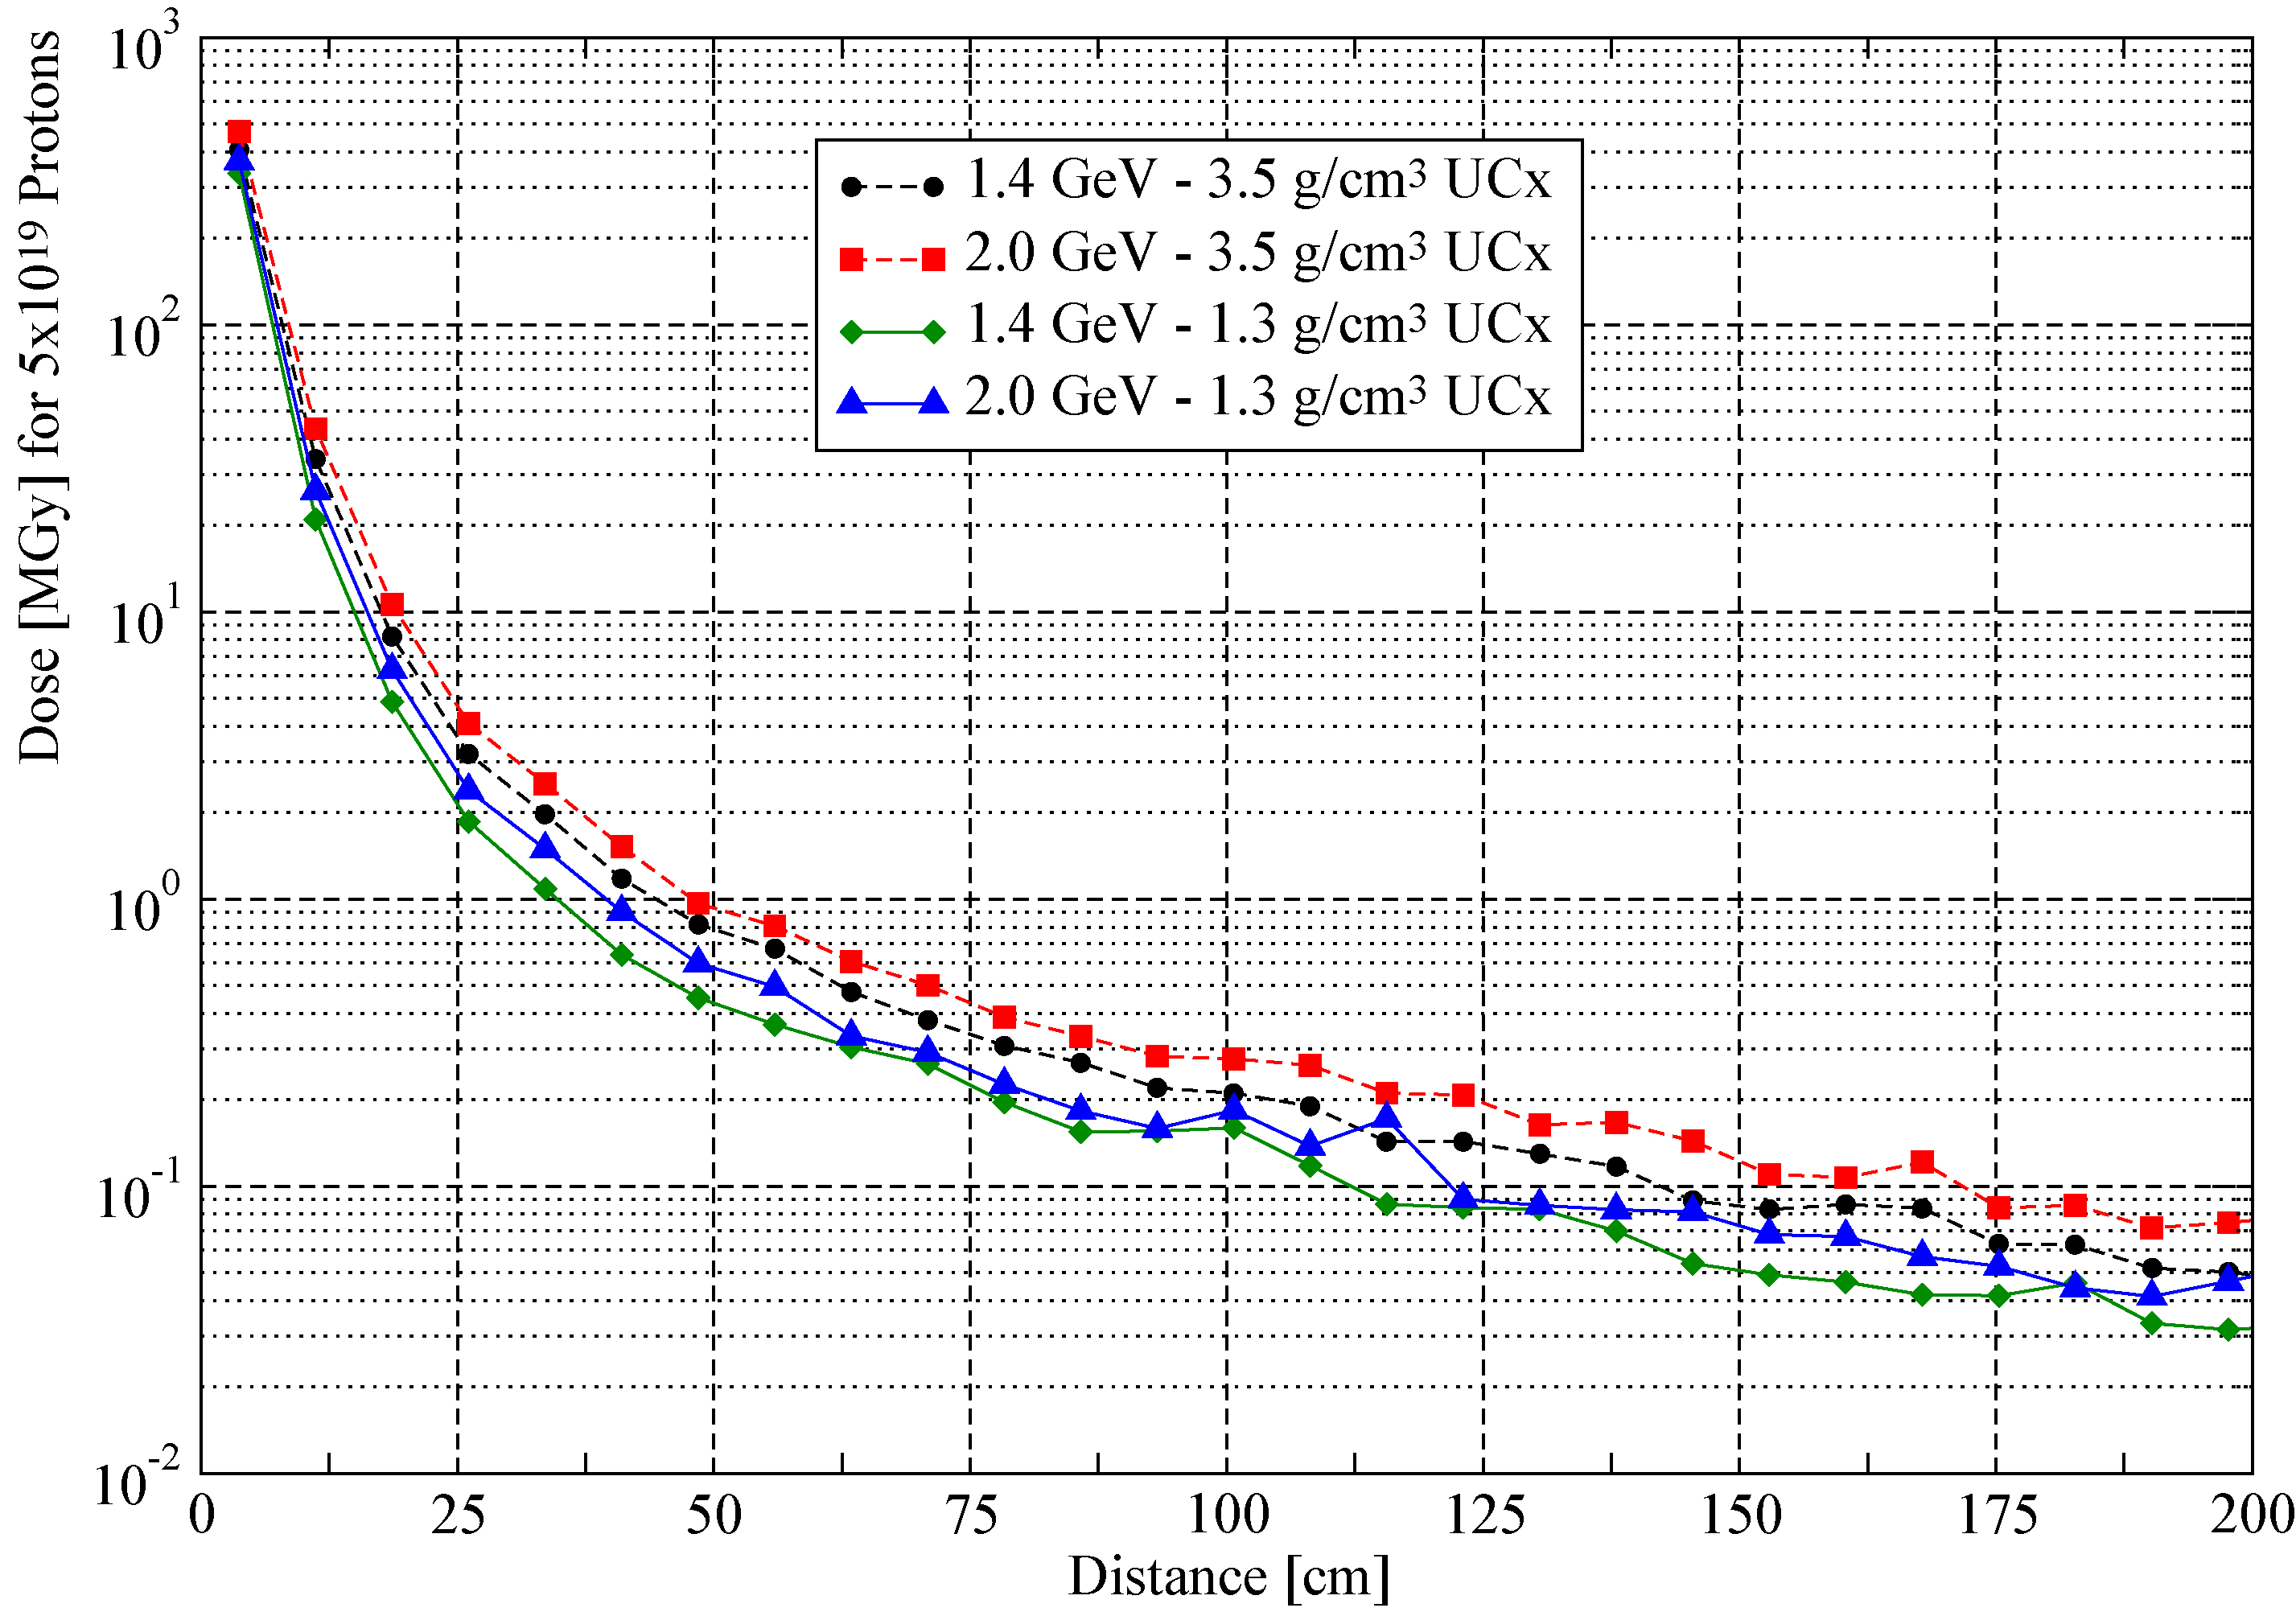 Dose [MGy] for 5x10¹⁹ Protons
10³
10²
10¹
10⁰
10⁻¹
10⁻²
1.4 GeV - 3.5 g/cm³ UCx
2.0 GeV - 3.5 g/cm³ UCx
1.4 GeV - 1.3 g/cm³ UCx
2.0 GeV - 1.3 g/cm³ UCx
0 25 50 75 100 125 150 175 200
Distance [cm]